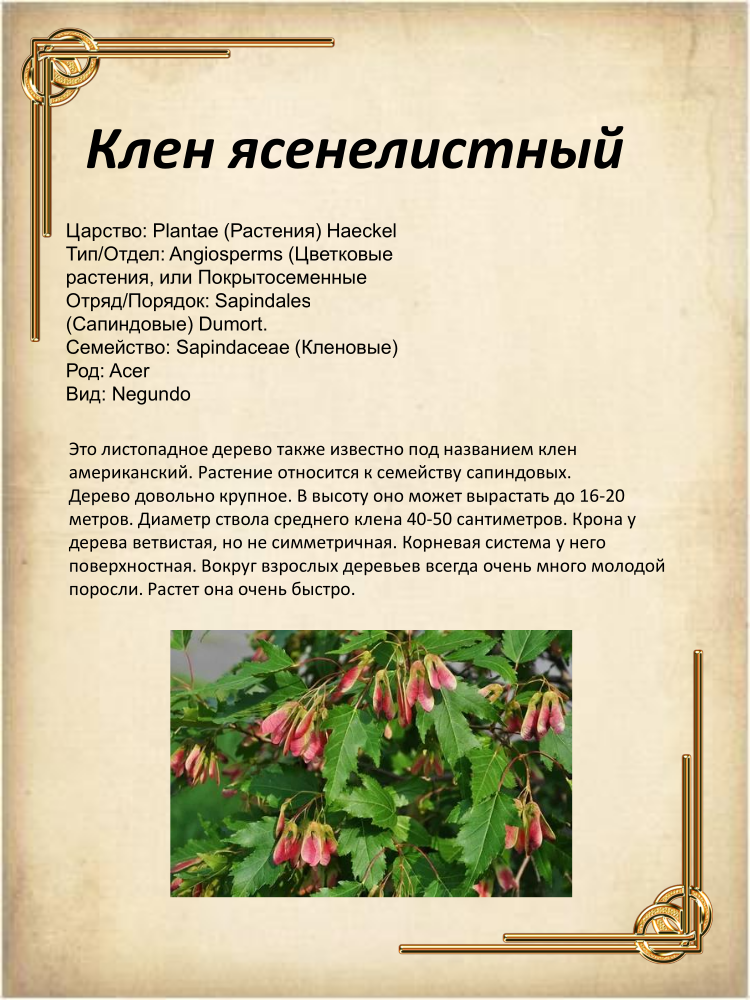 Клен ясенелистный
Царство: Plantae (Растения) Haeckel
Тип/Отдел: Angiosperms (Цветковые
растения, или Покрытосеменные
Отряд/Порядок: Sapindales
(Сапиндовые) Dumort.
Семейство: Sapindaceae (Кленовые)
Род: Acer
Вид: Negundo
Это листопадное дерево также известно под названием клен
американский. Растение относится к семейству сапиндовых.
Дерево довольно крупное. В высоту оно может вырастать до 16-20
метров. Диаметр ствола среднего клена 40-50 сантиметров. Крона у
дерева ветвистая, но не симметричная. Корневая система у него
поверхностная. Вокруг взрослых деревьев всегда очень много молодой
поросли. Растет она очень быстро.